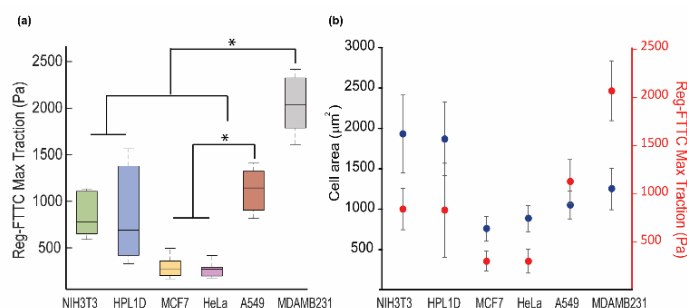 (a)
Reg-FTTC Max Traction (Pa)
2500
2000
1500
1000
500
*
*
NIH3T3 HPL1D MCF7 HeLa A549 MDAMB231
(b)
Cell area (μm²)
3000
2500
2000
1500
1000
500
2500
2000
1500
1000
500
Reg-FTTC Max Traction (Pa)
NIH3T3 HPL1D MCF7 HeLa A549 MDAMB231